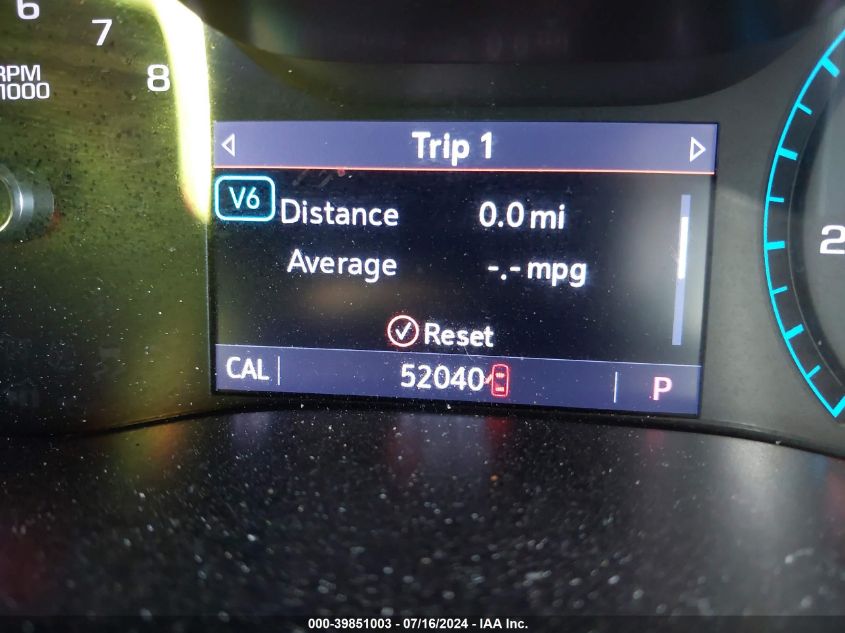 6
7
8
RPM
1000
Trip 1
V6
Distance 0.0 mi
Average -.- mpg
Reset
CAL 52040 P
2
000-39851003 - 07/16/2024 - IAA Inc.